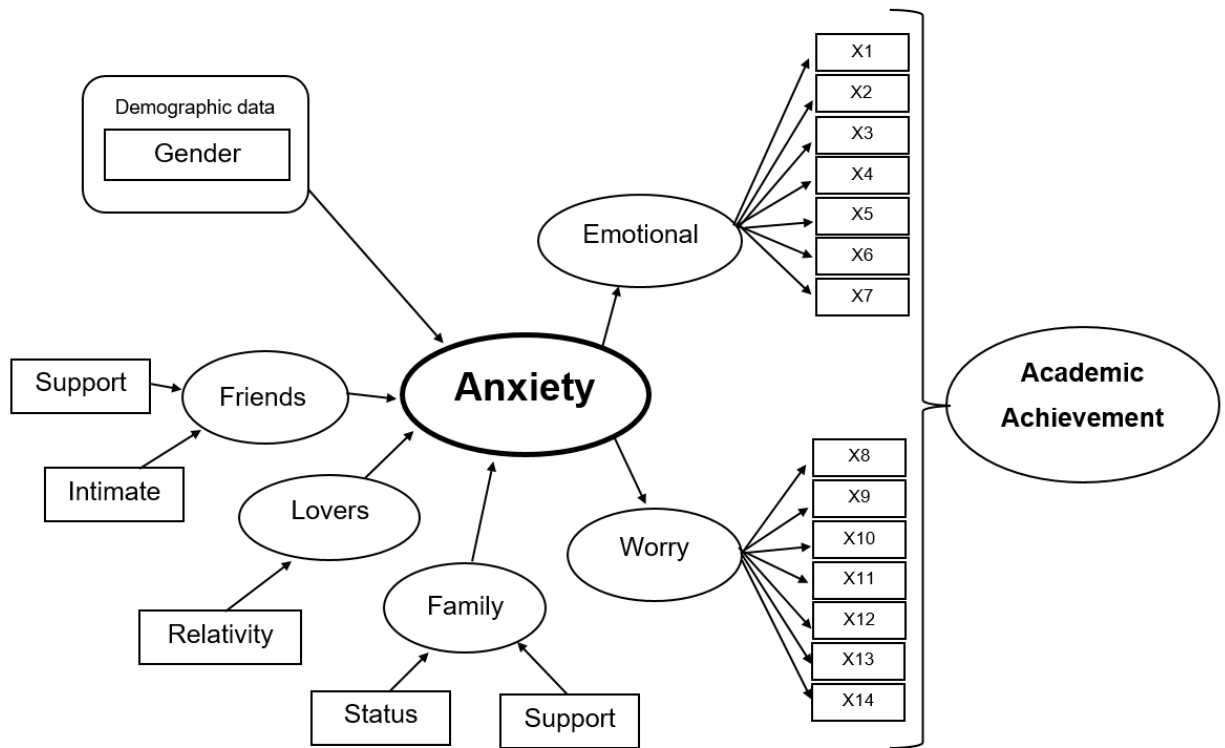 Demographic data
Gender
Support
Intimate
Friends
Lovers
Relativity
Family
Status
Support
Anxiety
Emotional
Worry
X1
X2
X3
X4
X5
X6
X7
X8
X9
X10
X11
X12
X13
X14
Academic
Achievement